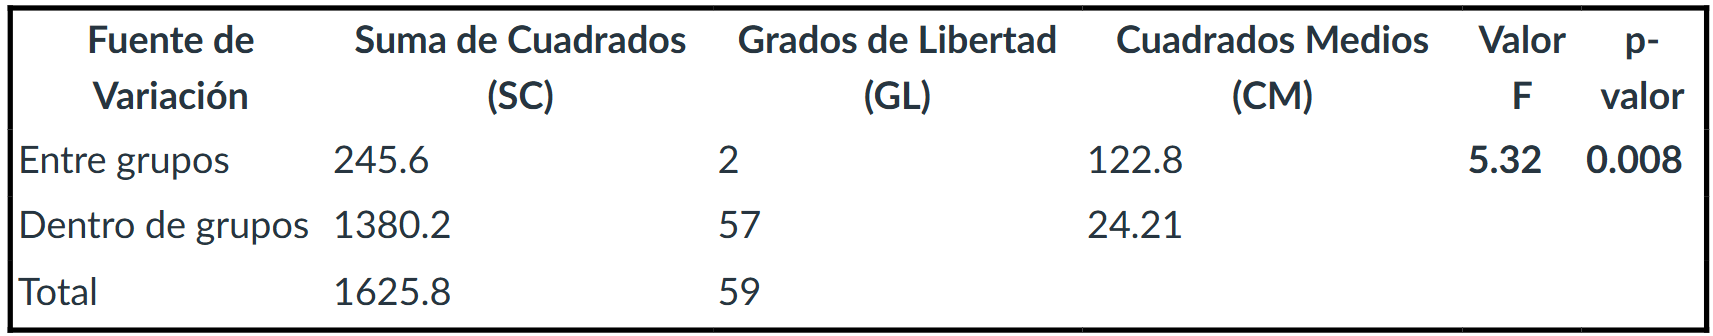 Fuente de Variación Suma de Cuadrados (SC) Grados de Libertad (GL) Cuadrados Medios (CM) Valor F p-valor
Entre grupos 245.6 2 122.8 5.32 0.008
Dentro de grupos 1380.2 57 24.21
Total 1625.8 59